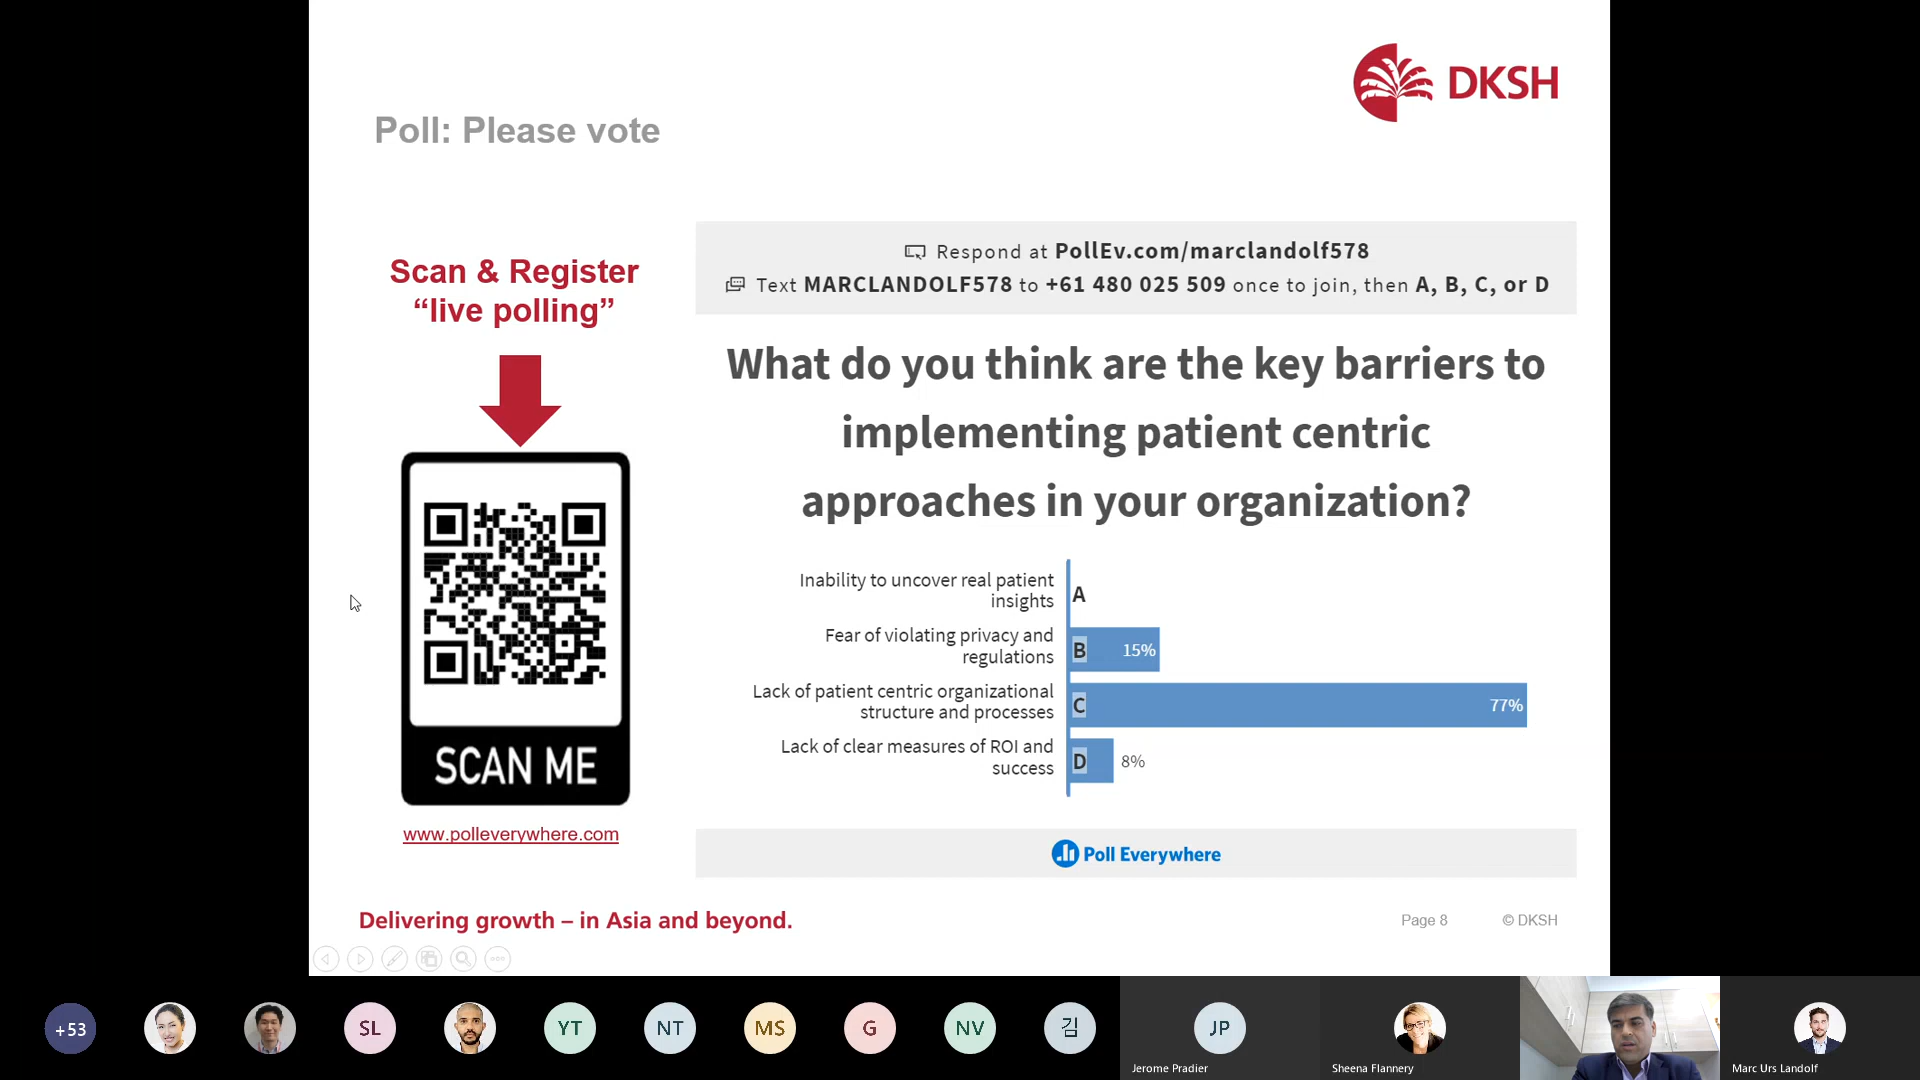 DKSH
Poll: Please vote
Scan & Register
“live polling”
SCAN ME
www.polleverywhere.com
Respond at PollEv.com/marclandolf578
Text MARCLANDOLF578 to +61 480 025 509 once to join, then A, B, C, or D
What do you think are the key barriers to
implementing patient centric
approaches in your organization?
Inability to uncover real patient
insights
A
Fear of violating privacy and
regulations
B 15%
Lack of patient centric organizational
structure and processes
C 77%
Lack of clear measures of ROI and
success
D 8%
Poll Everywhere
Delivering growth – in Asia and beyond.
Page 8
© DKSH
+53
SL
YT
NT
MS
G
NV
김
JP
Jerome Pradier
Sheena Flannery
Marc Urs Landolf